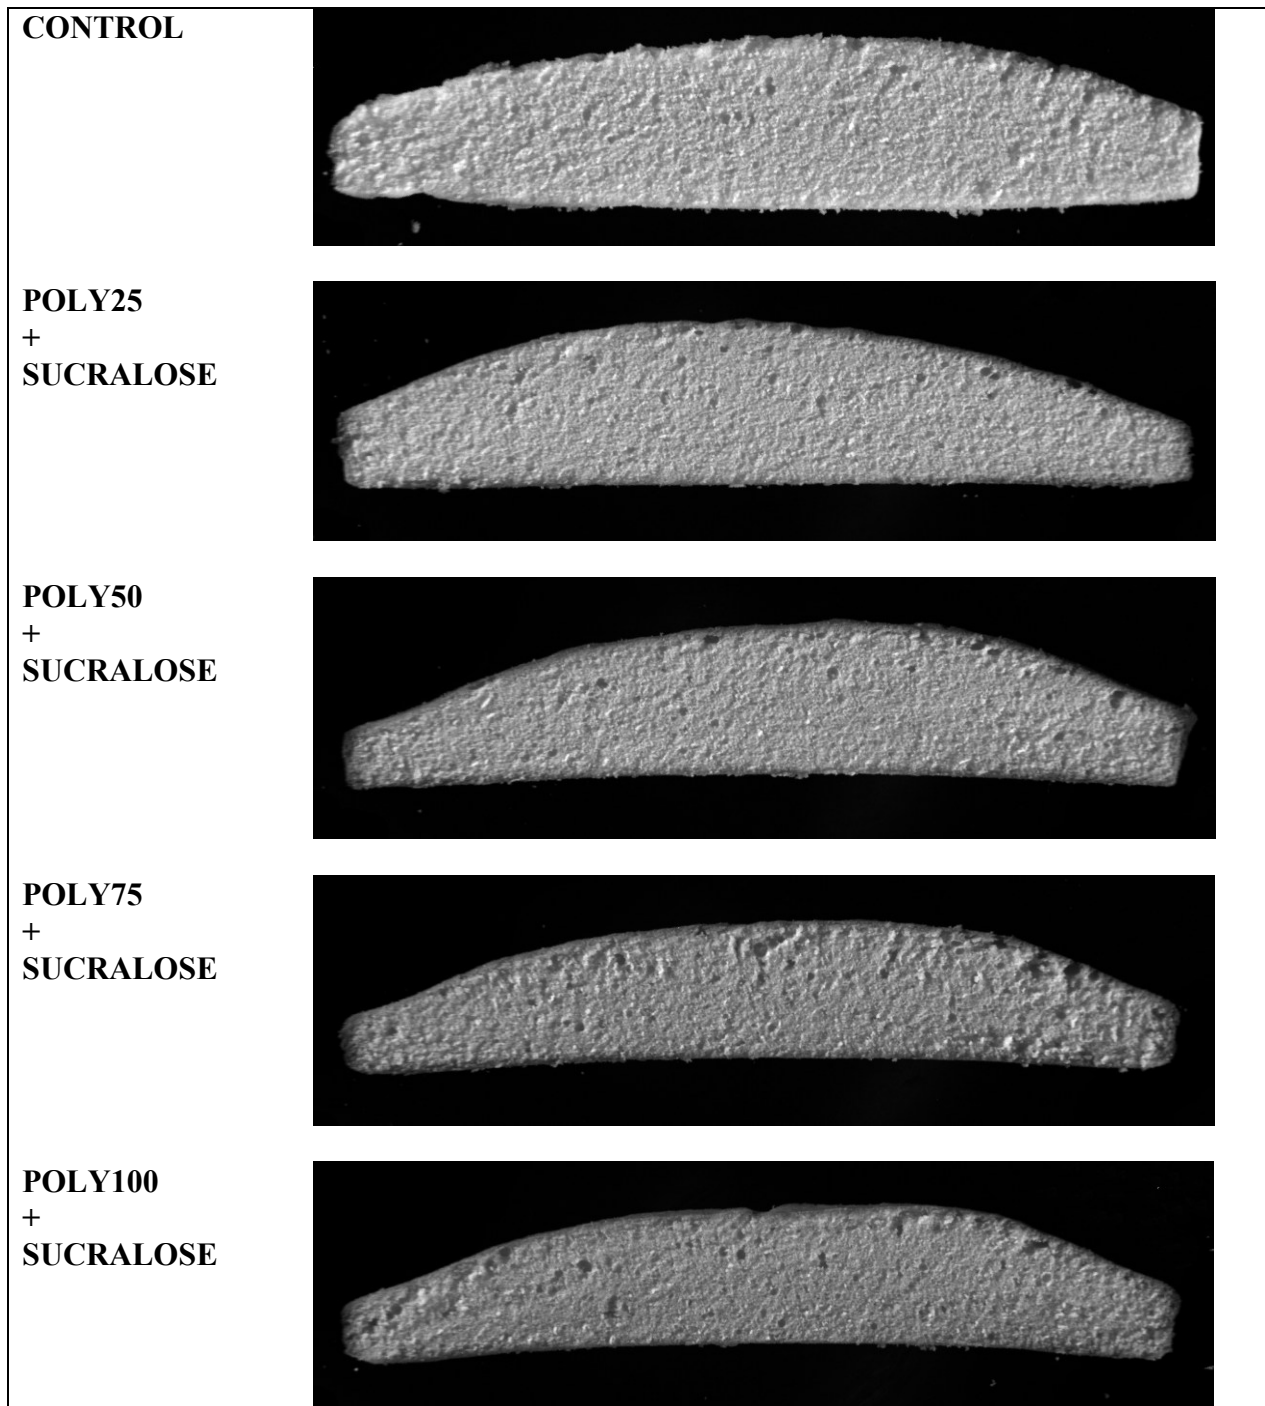 CONTROL
POLY25
+
SUCRALOSE
POLY50
+
SUCRALOSE
POLY75
+
SUCRALOSE
POLY100
+
SUCRALOSE